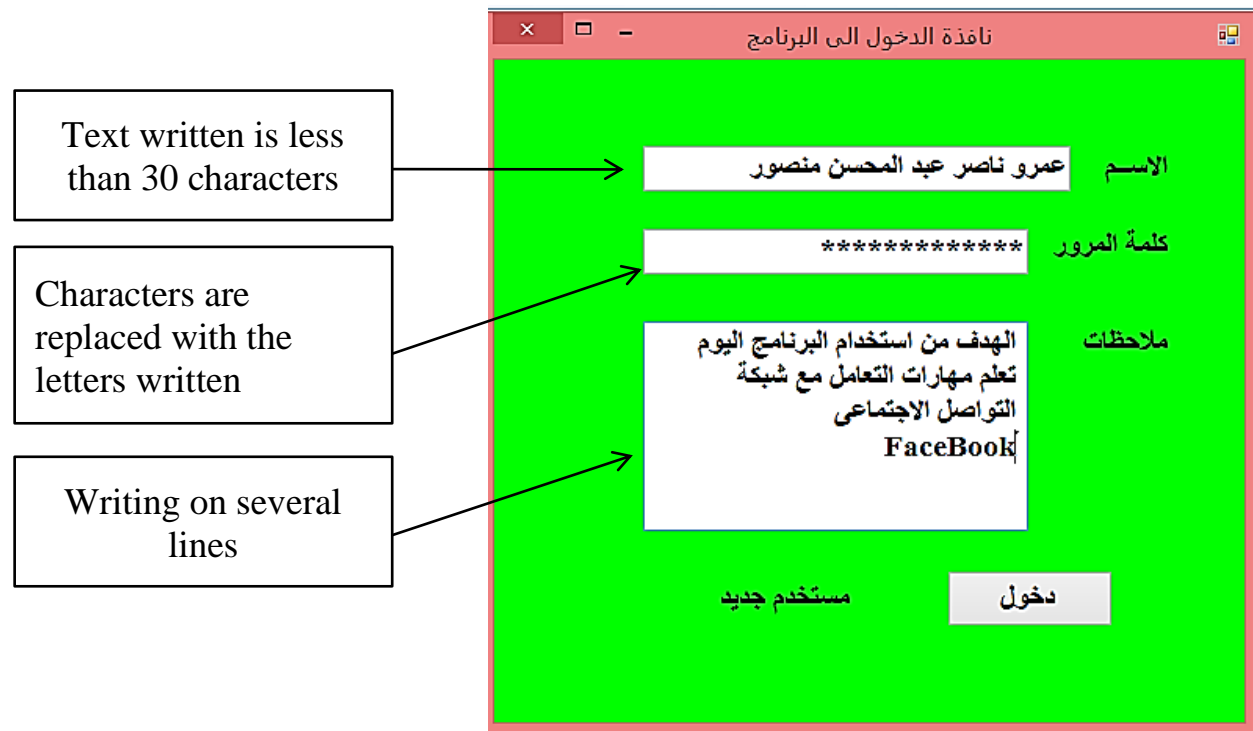 نافذة الدخول الى البرنامج
Text written is less
than 30 characters
الاســم
عمرو ناصر عبد المحسن منصور
Characters are
replaced with the
letters written
كلمة المرور
*************
Writing on several
lines
ملاحظات
الهدف من استخدام البرنامج اليوم
تعلم مهارات التعامل مع شبكة
التواصل الاجتماعى
FaceBook
دخول
مستخدم جديد